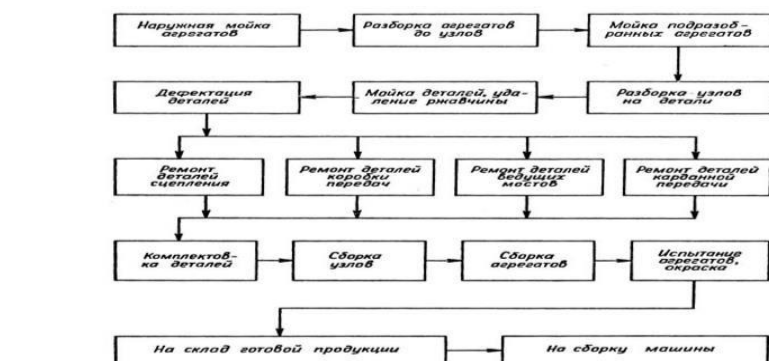 Наружная мойка
агрегатов
Разборка агрегатов
до узлов
Мойка подразоб-
ранных агрегатов
Дефектация
деталей
Мойка деталей, уда-
ление ржавчины
Разборка узлов
на детали
Ремонт
деталей
сцепления
Ремонт деталей
коробки
передач
Ремонт деталей
ведущих
мостов
Ремонт деталей
карданной
передачи
Комплектов-
ка деталей
Сборка
узлов
Сборка
агрегатов
Испытание
агрегатов,
окраска
На склад готовой продукции
На сборку машины